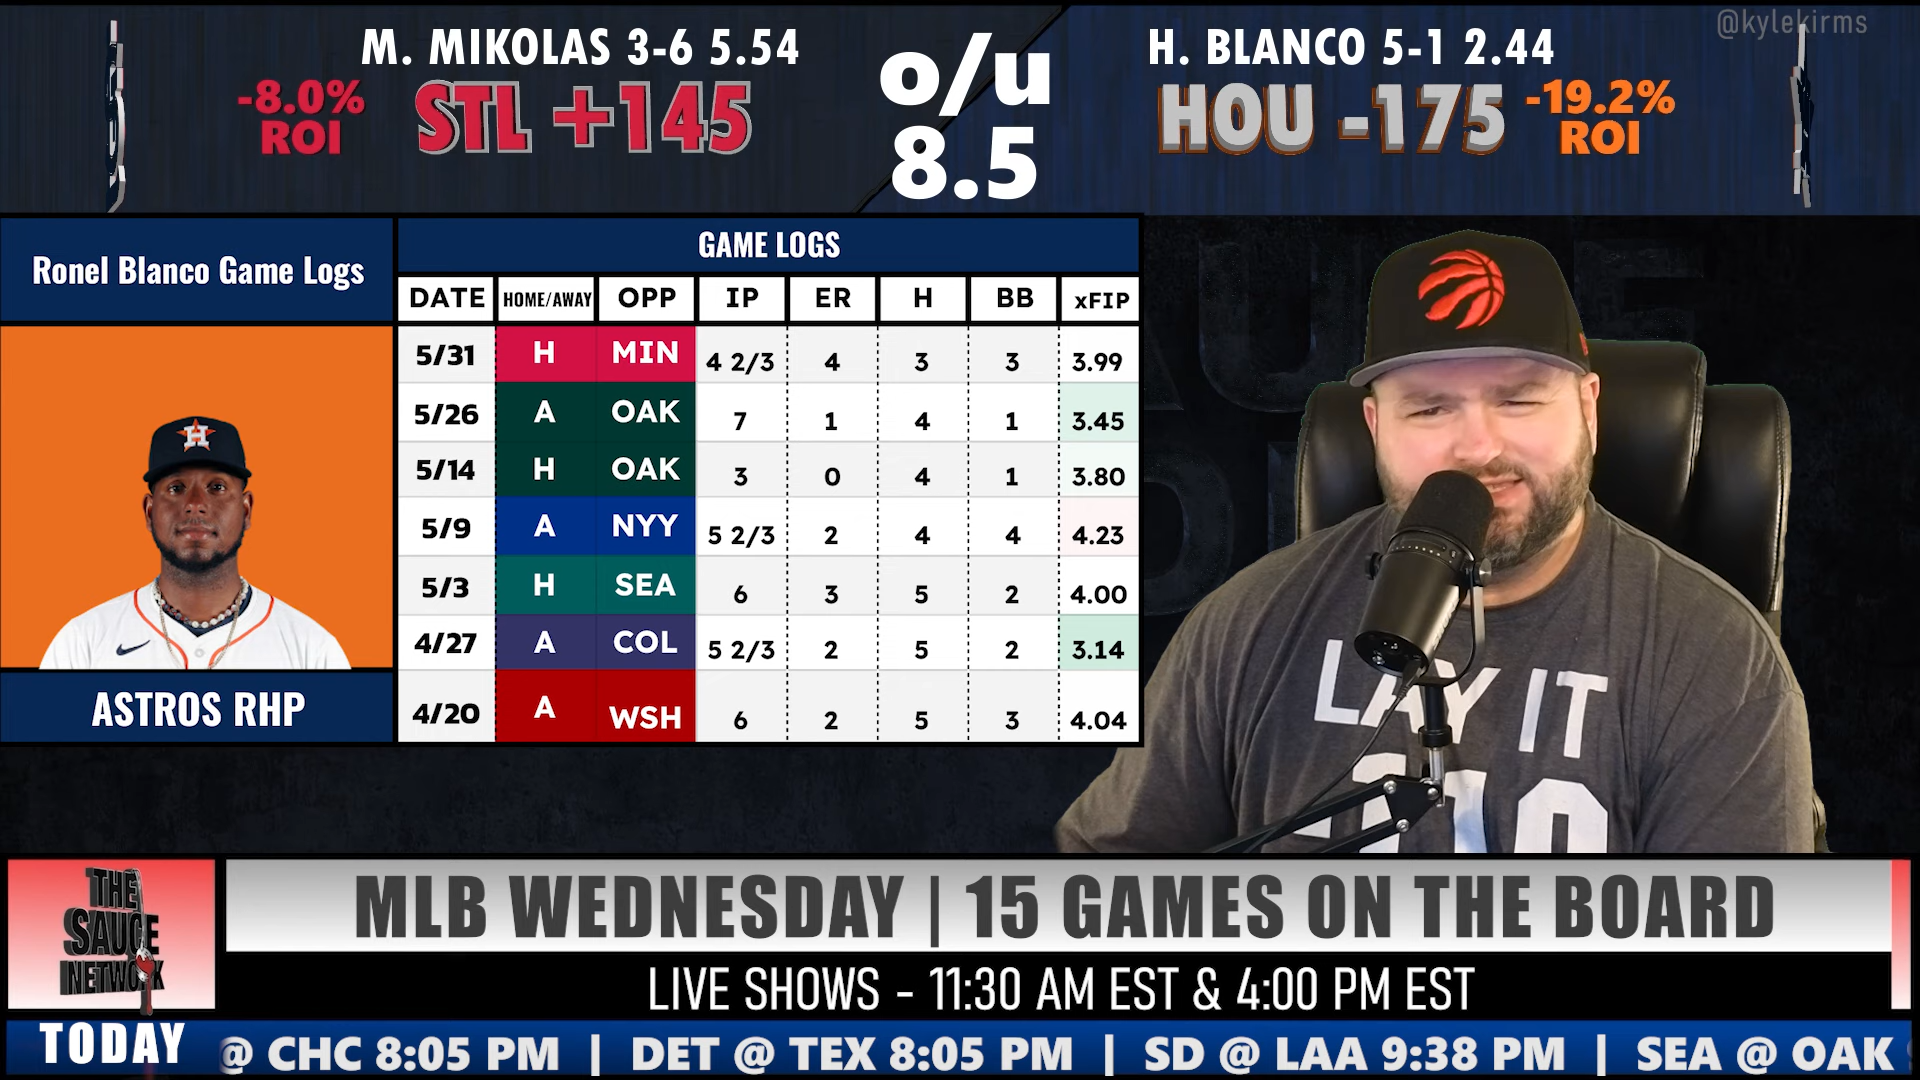 @kylekirms
M. MIKOLAS 3-6 5.54
-8.0% ROI
STL +145
o/u
8.5
H. BLANCO 5-1 2.44
HOU -175
-19.2% ROI
Ronel Blanco Game Logs
ASTROS RHP
GAME LOGS
DATE HOME/AWAY OPP IP ER H BB xFIP
5/31 H MIN 4 2/3 4 3 3 3.99
5/26 A OAK 7 1 4 1 3.45
5/14 H OAK 3 0 4 1 3.80
5/9 A NYY 5 2/3 2 4 4 4.23
5/3 H SEA 6 3 5 2 4.00
4/27 A COL 5 2/3 2 5 2 3.14
4/20 A WSH 6 2 5 3 4.04
H
LAY IT
THE
SAUCE
NETWORK
MLB WEDNESDAY | 15 GAMES ON THE BOARD
LIVE SHOWS - 11:30 AM EST & 4:00 PM EST
TODAY
@ CHC 8:05 PM | DET @ TEX 8:05 PM | SD @ LAA 9:38 PM | SEA @ OAK